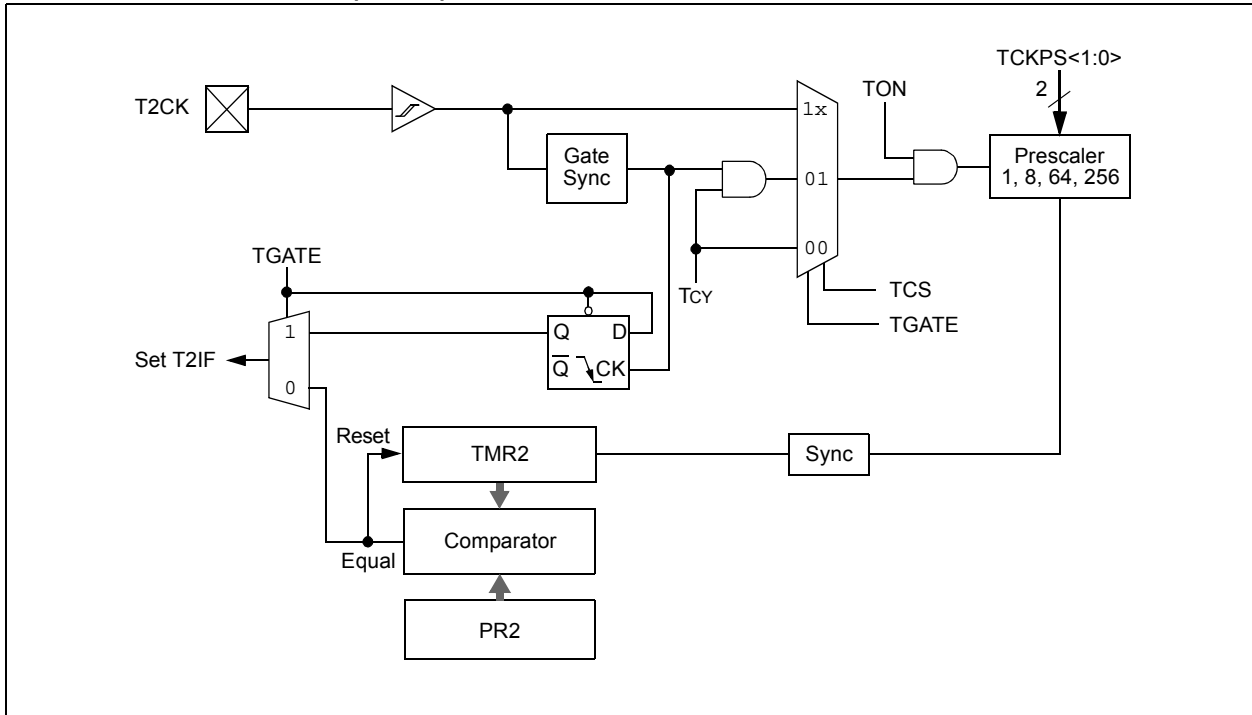 TCKPS<1:0>
2
T2CK
TON
1x
Gate
Sync
Prescaler
1, 8, 64, 256
01
00
TGATE
TCY
TCS
TGATE
1
Q D
Set T2IF
Q CK
0
Reset
TMR2
Sync
Comparator
Equal
PR2